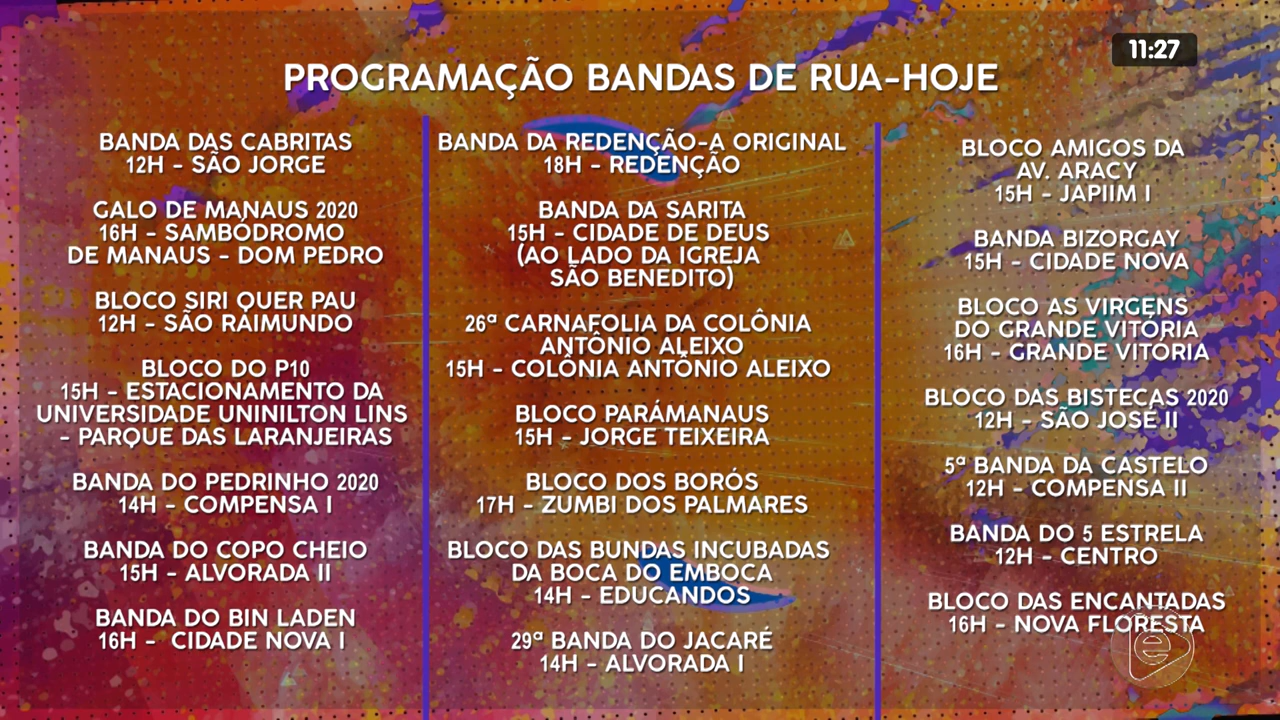 11:27
PROGRAMAÇÃO BANDAS DE RUA-HOJE
BANDA DAS CABRITAS
12H - SÃO JORGE
GALO DE MANAUS 2020
16H - SAMBÓDROMO
DE MANAUS - DOM PEDRO
BLOCO SIRI QUER PAU
12H - SÃO RAIMUNDO
BLOCO DO P10
15H - ESTACIONAMENTO DA
UNIVERSIDADE UNINILTON LINS
- PARQUE DAS LARANJEIRAS
BANDA DO PEDRINHO 2020
14H - COMPENSA I
BANDA DO COPO CHEIO
15H - ALVORADA II
BANDA DO BIN LADEN
16H - CIDADE NOVA I
BANDA DA REDENÇÃO-A ORIGINAL
18H - REDENÇÃO
BANDA DA SARITA
15H - CIDADE DE DEUS
(AO LADO DA IGREJA
SÃO BENEDITO)
26ª CARNAFOLIA DA COLÔNIA
ANTÔNIO ALEIXO
15H - COLÔNIA ANTÔNIO ALEIXO
BLOCO PARÁMANAUS
15H - JORGE TEIXEIRA
BLOCO DOS BORÓS
17H - ZUMBI DOS PALMARES
BLOCO DAS BUNDAS INCUBADAS
DA BOCA DO EMBOCA
14H - EDUCANDOS
29ª BANDA DO JACARÉ
14H - ALVORADA I
BLOCO AMIGOS DA
AV. ARACY
15H - JAPIIM I
BANDA BIZORGAY
15H - CIDADE NOVA
BLOCO AS VIRGENS
DO GRANDE VITÓRIA
16H - GRANDE VITÓRIA
BLOCO DAS BISTECAS 2020
12H - SÃO JOSÉ II
5ª BANDA DA CASTELO
12H - COMPENSA II
BANDA DO 5 ESTRELA
12H - CENTRO
BLOCO DAS ENCANTADAS
16H - NOVA FLORESTA
e